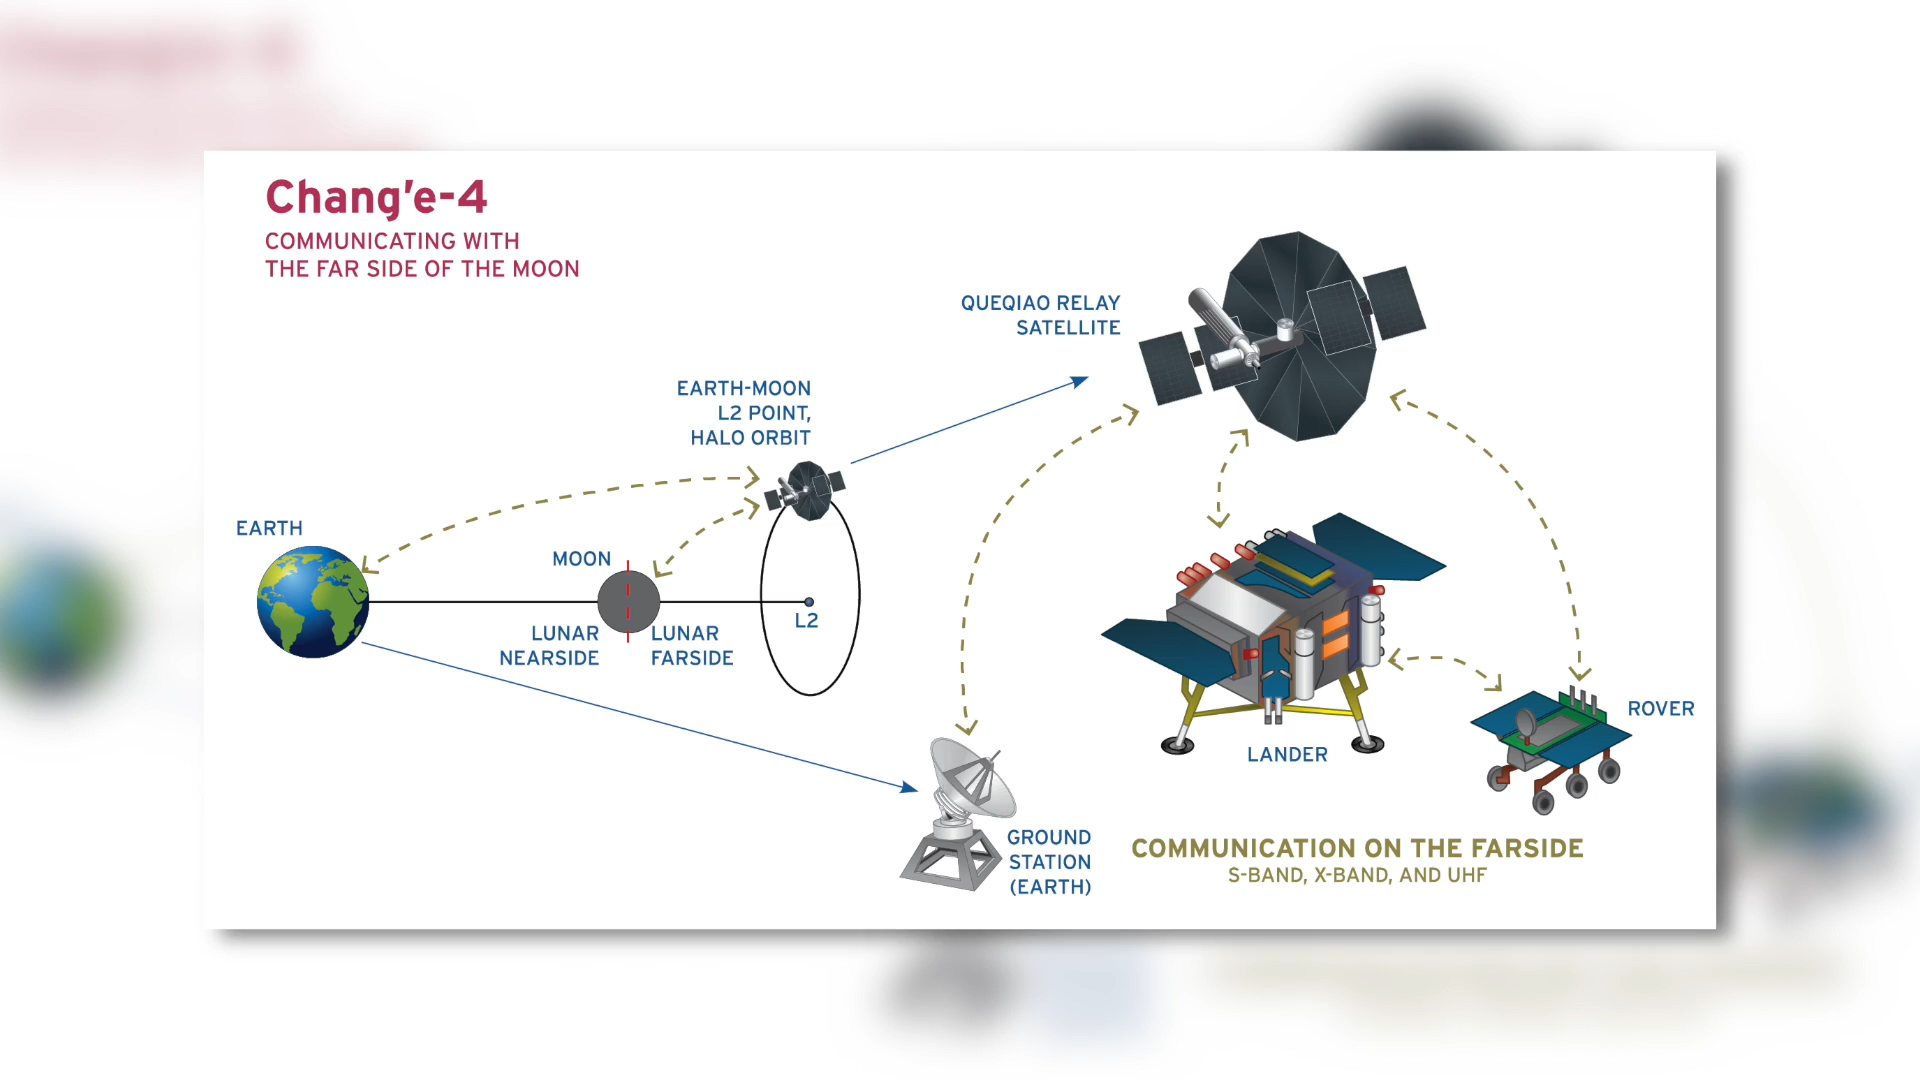 Chang'e-4
COMMUNICATING WITH
THE FAR SIDE OF THE MOON
QUEQIAO RELAY
SATELLITE
EARTH-MOON
L2 POINT,
HALO ORBIT
EARTH
MOON
L2
LUNAR
NEARSIDE
LUNAR
FARSIDE
ROVER
LANDER
GROUND
STATION
(EARTH)
COMMUNICATION ON THE FARSIDE
S-BAND, X-BAND, AND UHF